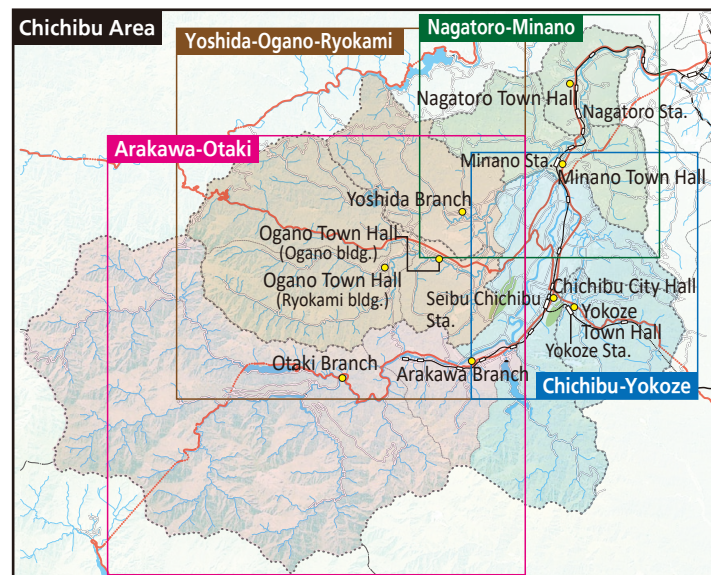 Chichibu Area
Nagatoro-Minano
Yoshida-Ogano-Ryokami
Nagatoro Town Hall
Nagatoro Sta.
Arakawa-Otaki
Minano Sta.
Minano Town Hall
Yoshida Branch
Ogano Town Hall
(Ogano bldg.)
Ogano Town Hall
(Ryokami bldg.)
Seibu Chichibu
Sta.
Chichibu City Hall
Yokoze
Town Hall
Yokoze Sta.
Otaki Branch
Arakawa Branch
Chichibu-Yokoze